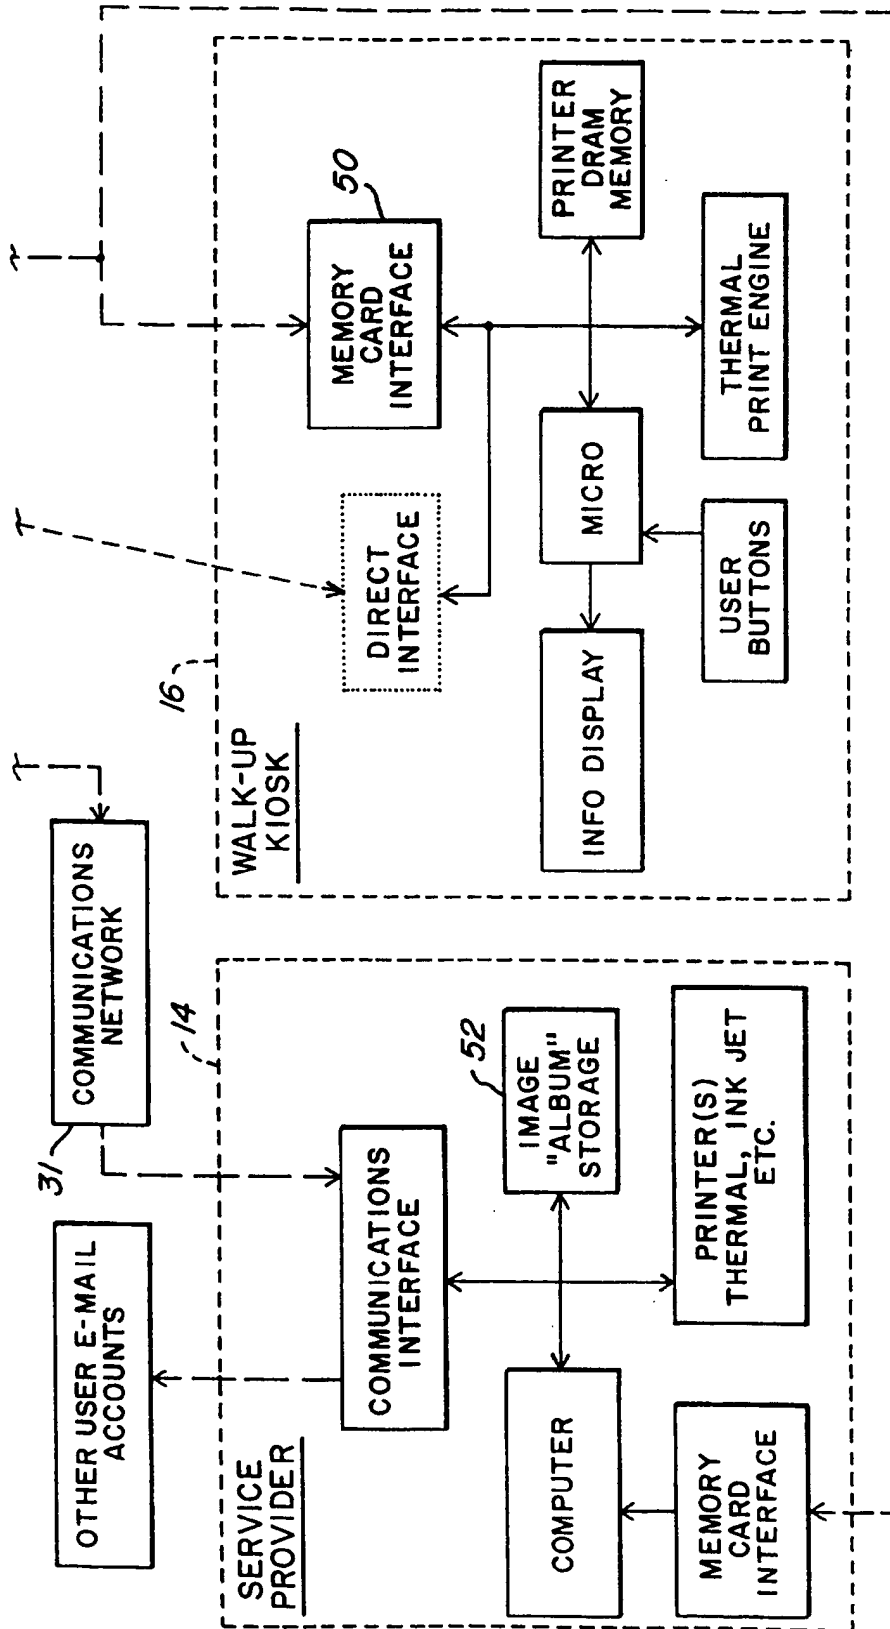 OTHER USER E-MAIL
ACCOUNTS
31
COMMUNICATIONS
NETWORK
14
SERVICE
PROVIDER
COMMUNICATIONS
INTERFACE
COMPUTER
IMAGE
"ALBUM"
STORAGE
52
MEMORY
CARD
INTERFACE
PRINTER(S)
THERMAL, INK JET
ETC.
16
WALK-UP
KIOSK
DIRECT
INTERFACE
MEMORY
CARD
INTERFACE
50
INFO DISPLAY
MICRO
PRINTER
DRAM
MEMORY
USER
BUTTONS
THERMAL
PRINT ENGINE